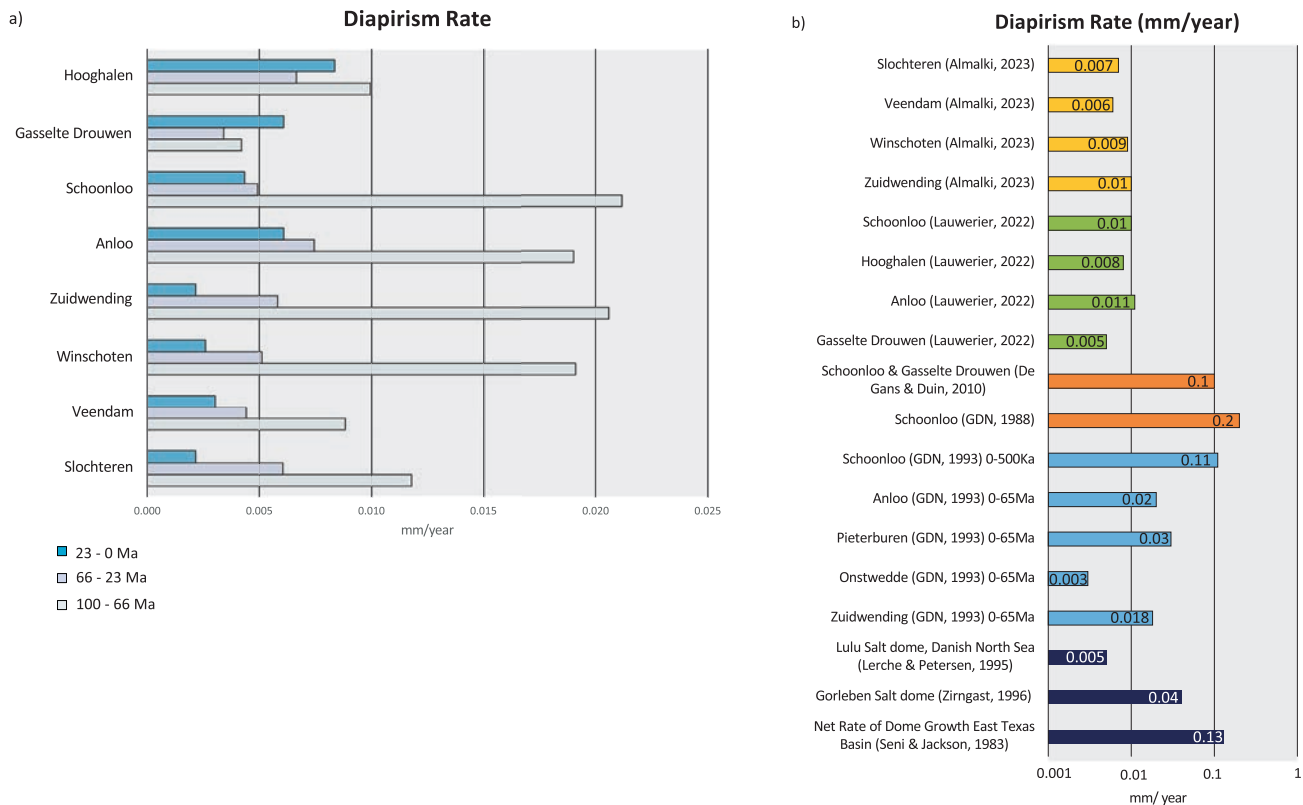 a)
Diapirism Rate
Hooghalen
Gasselte Drouwen
Schoonloo
Anloo
Zuidwending
Winschoten
Veendam
Slochteren
0.000
0.005
0.010
0.015
0.020
0.025
mm/year
23 - 0 Ma
66 - 23 Ma
100 - 66 Ma
b)
Diapirism Rate (mm/year)
Slochteren (Almalki, 2023)
0.007
Veendam (Almalki, 2023)
0.006
Winschoten (Almalki, 2023)
0.009
Zuidwending (Almalki, 2023)
0.01
Schoonloo (Lauwerier, 2022)
0.01
Hooghalen (Lauwerier, 2022)
0.008
Anloo (Lauwerier, 2022)
0.011
Gasselte Drouwen (Lauwerier, 2022)
0.005
Schoonloo & Gasselte Drouwen (De
Gans & Duin, 2010)
0.1
Schoonloo (GDN, 1988)
0.2
Schoonloo (GDN, 1993) 0-500Ka
0.11
Anloo (GDN, 1993) 0-65Ma
0.02
Pieterburen (GDN, 1993) 0-65Ma
0.03
Onstwedde (GDN, 1993) 0-65Ma
0.003
Zuidwending (GDN, 1993) 0-65Ma
0.018
Lulu Salt dome, Danish North Sea
(Lerche & Petersen, 1995)
0.005
Gorleben Salt dome (Zirngast, 1996)
0.04
Net Rate of Dome Growth East Texas
Basin (Seni & Jackson, 1983)
0.13
0.001
0.01
0.1
1
mm/ year